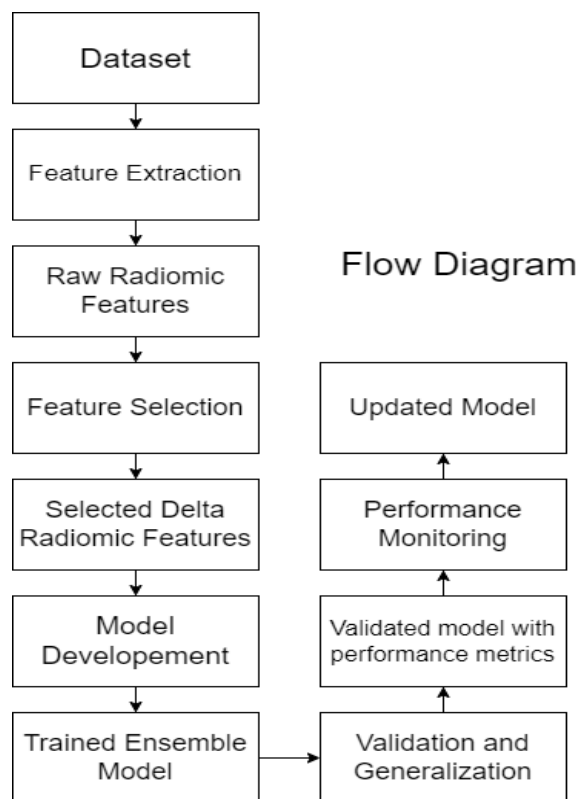 Dataset
Feature Extraction
Raw Radiomic
Features
Feature Selection
Selected Delta
Radiomic Features
Model
Developement
Trained Ensemble
Model
Flow Diagram
Updated Model
Performance
Monitoring
Validated model with
performance metrics
Validation and
Generalization